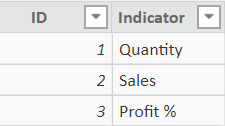 ID Indicator
1 Quantity
2 Sales
3 Profit %